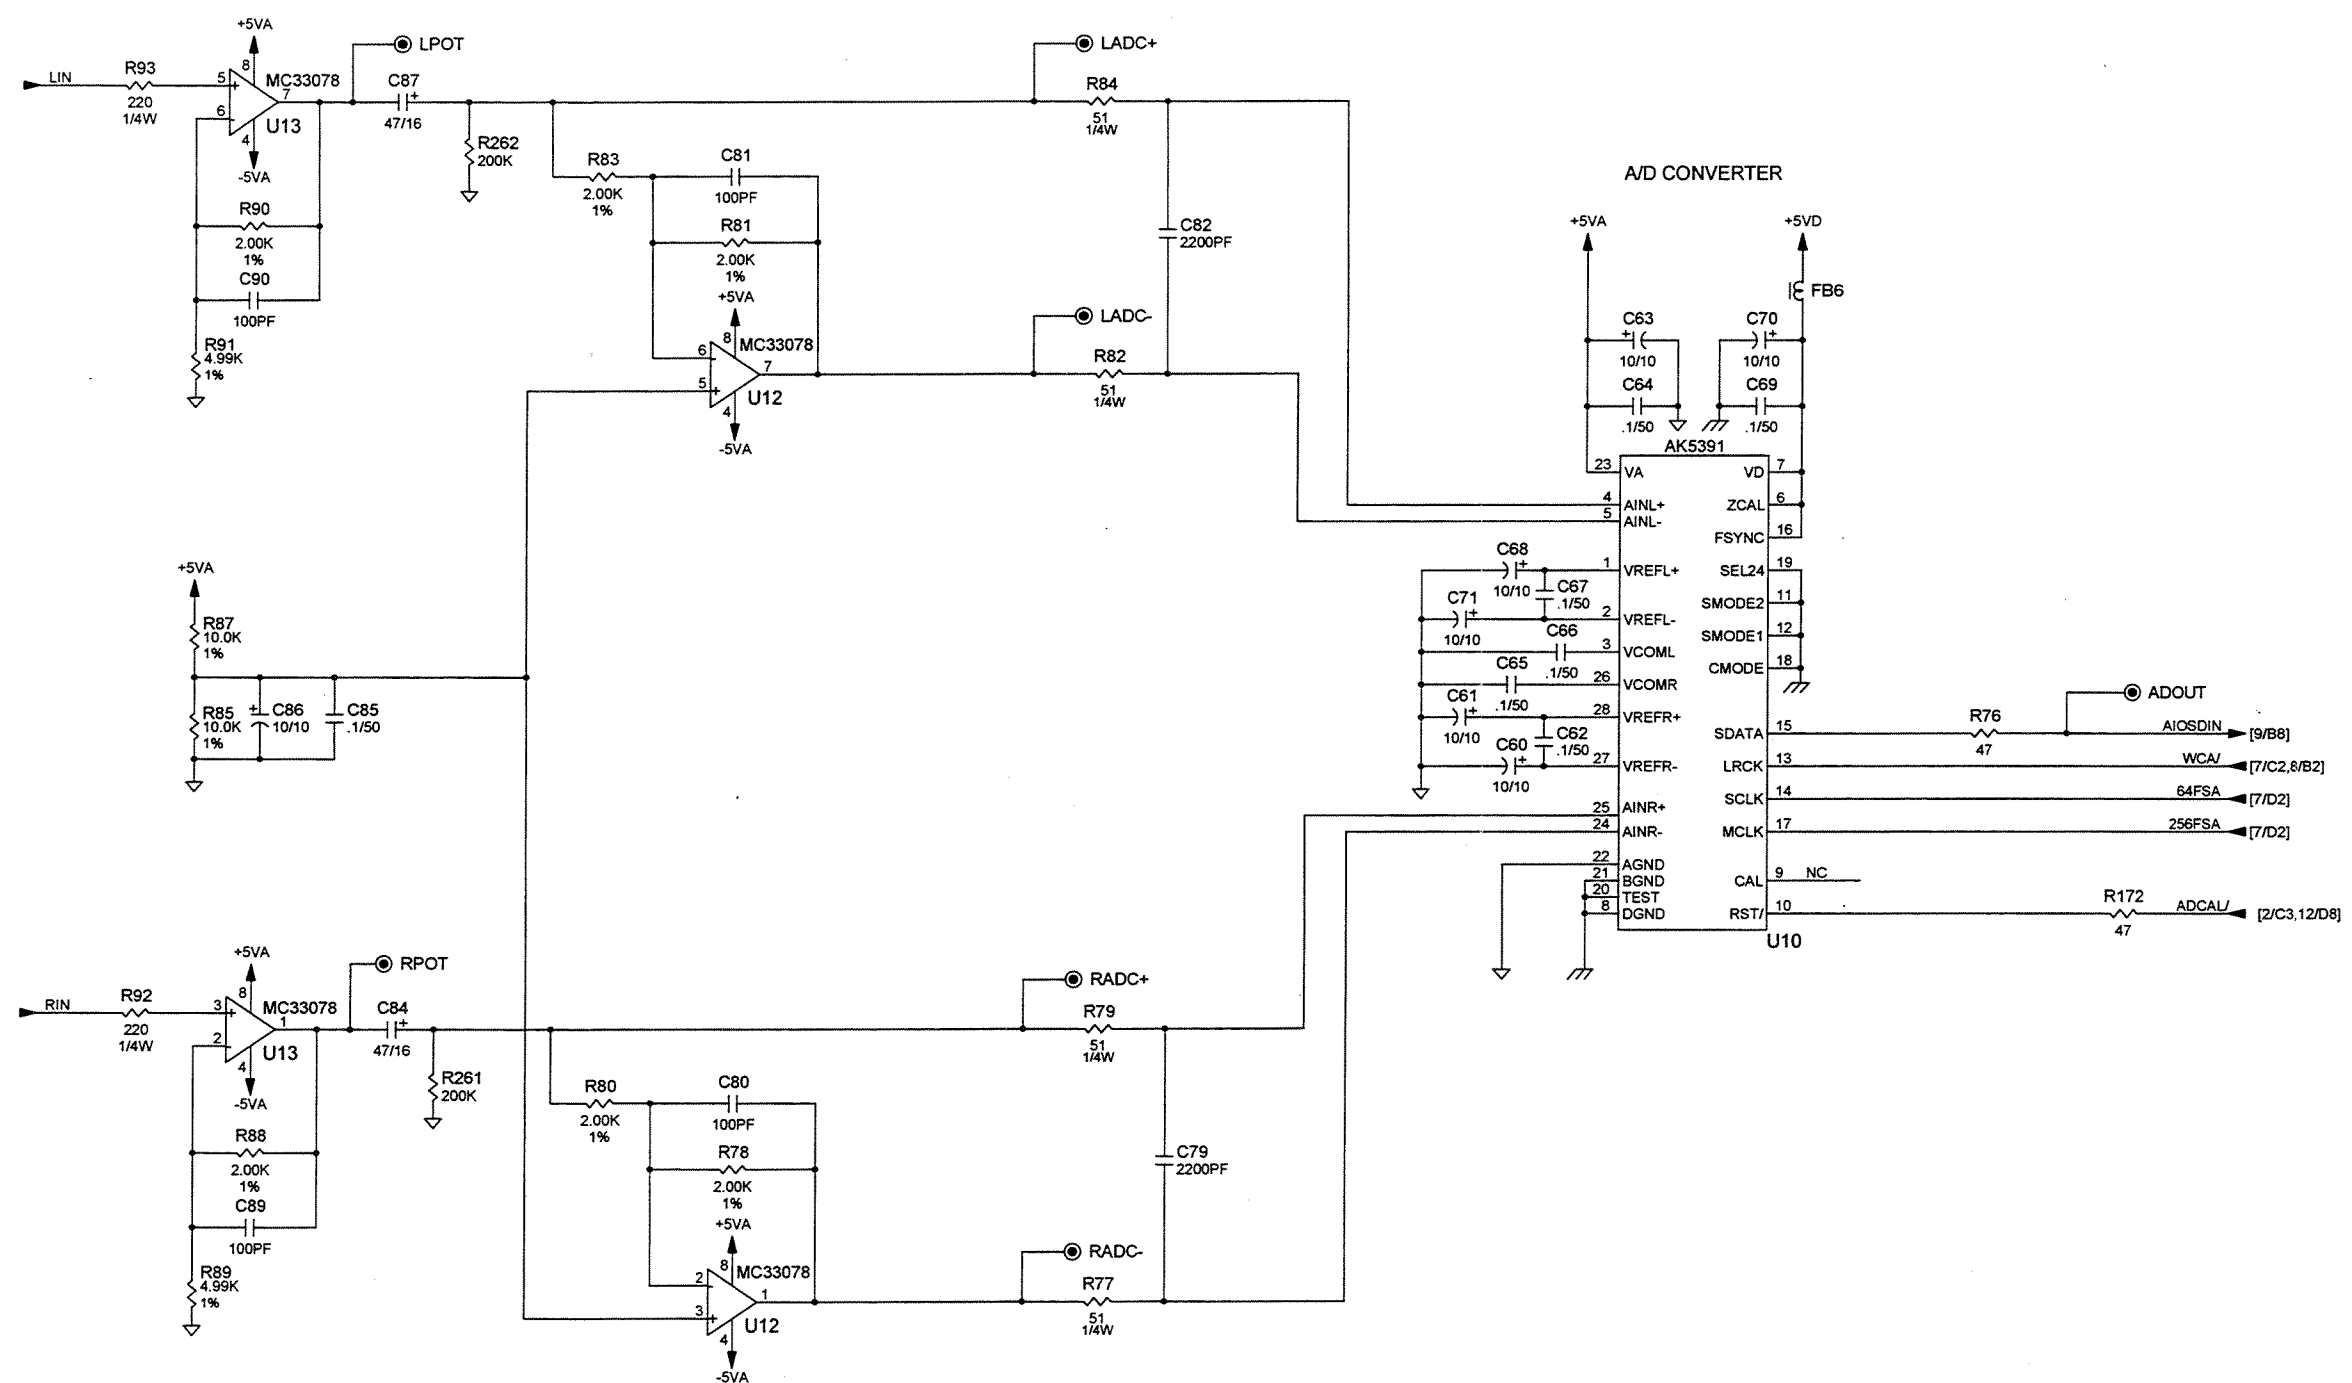 +5VA
LPOT
LADC+
LIN
R93
220
1/4W
5
8
MC33078
7
6
U13
4
-5VA
C87
47/16
R262
200K
R84
51
1/4W
R90
2.00K
1%
C90
100PF
R91
4.99K
1%
R83
2.00K
1%
C81
100PF
R81
2.00K
1%
+5VA
8
MC33078
6
7
5
U12
4
-5VA
C82
2200PF
LADC-
R82
51
1/4W
A/D CONVERTER
+5VA
+5VD
FB6
C63
10/10
C70
10/10
C64
.1/50
C69
.1/50
AK5391
23 VA
VD 7
4 AINL+
5 AINL-
ZCAL 6
FSYNC 16
C68
10/10
1 VREFL+
SEL24 19
C67
.1/50
C71
10/10
2 VREFL-
SMODE2 11
C66
.1/50
3 VCOML
SMODE1 12
C65
.1/50
26 VCOMR
CMODE 18
C61
10/10
28 VREFR+
C62
.1/50
C60
10/10
27 VREFR-
SDATA 15
R76
47
ADOUT
AIOSDIN
[9/B8]
LRCK 13
WCA/
[7/C2,8/B2]
SCLK 14
64FSA
[7/D2]
25 AINR+
24 AINR-
MCLK 17
256FSA
[7/D2]
22 AGND
21 BGND
20 TEST
8 DGND
CAL 9 NC
RST/ 10
R172
47
ADCAL/
[2/C3,12/D8]
U10
+5VA
R87
10.0K
1%
R85
10.0K
1%
C86
10/10
C85
.1/50
+5VA
RPOT
RADC+
RIN
R92
220
1/4W
3
8
MC33078
1
2
U13
4
-5VA
C84
47/16
R261
200K
R79
51
1/4W
R88
2.00K
1%
C89
100PF
R89
4.99K
1%
R80
2.00K
1%
C80
100PF
R78
2.00K
1%
+5VA
8
MC33078
2
1
3
U12
4
-5VA
C79
2200PF
RADC-
R77
51
1/4W